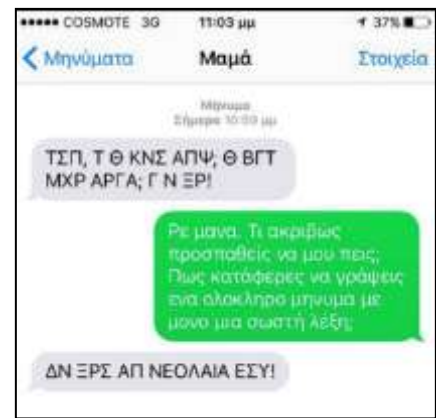 COSMOTE 3G 11:03 μμ 37%
Μηνύματα Μαμά Στοιχεία
Μήνυμα
Σήμερα 10:59 μμ
ΤΣΠ, Τ Θ ΚΝΣ ΑΠΨ; Θ ΒΓΤ
ΜΧΡ ΑΡΓΑ; Γ Ν ΞΡ!
Ρε μανα. Τι ακριβως
προσπαθείς να μου πεις;
Πως κατάφερες να γράψεις
ενα ολοκληρο μηνυμα με
μονο μια σωστή λέξη;
ΔΝ ΞΡΣ ΑΠ ΝΕΟΛΑΙΑ ΕΣΥ!